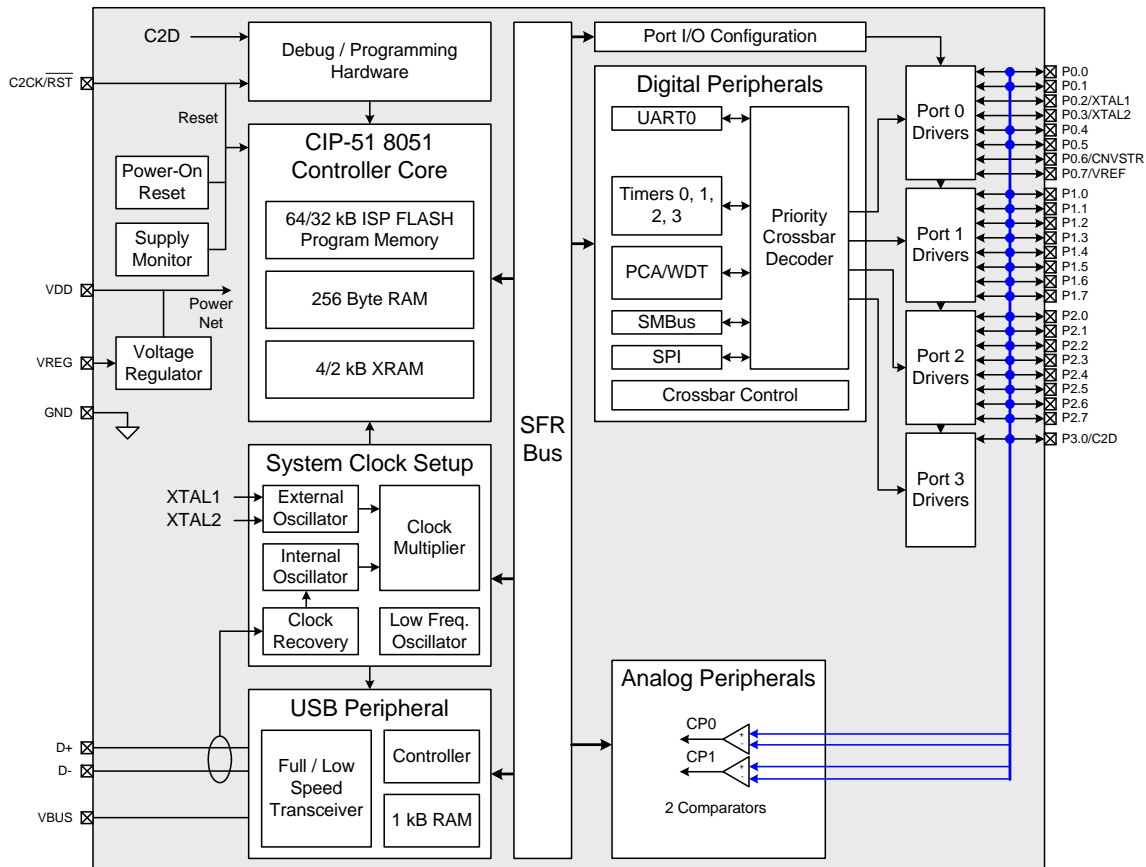 C2D
C2CK/RST
Debug / Programming
Hardware
Reset
Power-On
Reset
Supply
Monitor
VDD
Power
Net
VREG
Voltage
Regulator
GND
CIP-51 8051
Controller Core
64/32 kB ISP FLASH
Program Memory
256 Byte RAM
4/2 kB XRAM
System Clock Setup
XTAL1
XTAL2
External
Oscillator
Internal
Oscillator
Clock
Multiplier
Clock
Recovery
Low Freq.
Oscillator
USB Peripheral
D+
D-
VBUS
Full / Low
Speed
Transceiver
Controller
1 kB RAM
SFR
Bus
Port I/O Configuration
Digital Peripherals
UART0
Timers 0, 1,
2, 3
PCA/WDT
SMBus
SPI
Priority
Crossbar
Decoder
Crossbar Control
Port 0
Drivers
Port 1
Drivers
Port 2
Drivers
Port 3
Drivers
P0.0
P0.1
P0.2/XTAL1
P0.3/XTAL2
P0.4
P0.5
P0.6/CNVSTR
P0.7/VREF
P1.0
P1.1
P1.2
P1.3
P1.4
P1.5
P1.6
P1.7
P2.0
P2.1
P2.2
P2.3
P2.4
P2.5
P2.6
P2.7
P3.0/C2D
Analog Peripherals
CP0
+
-
CP1
+
-
2 Comparators